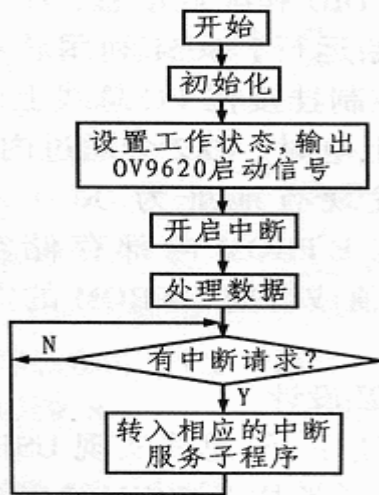 开始
初始化
设置工作状态,输出
OV9620启动信号
开启中断
处理数据
有中断请求?
N
Y
转入相应的中断
服务子程序